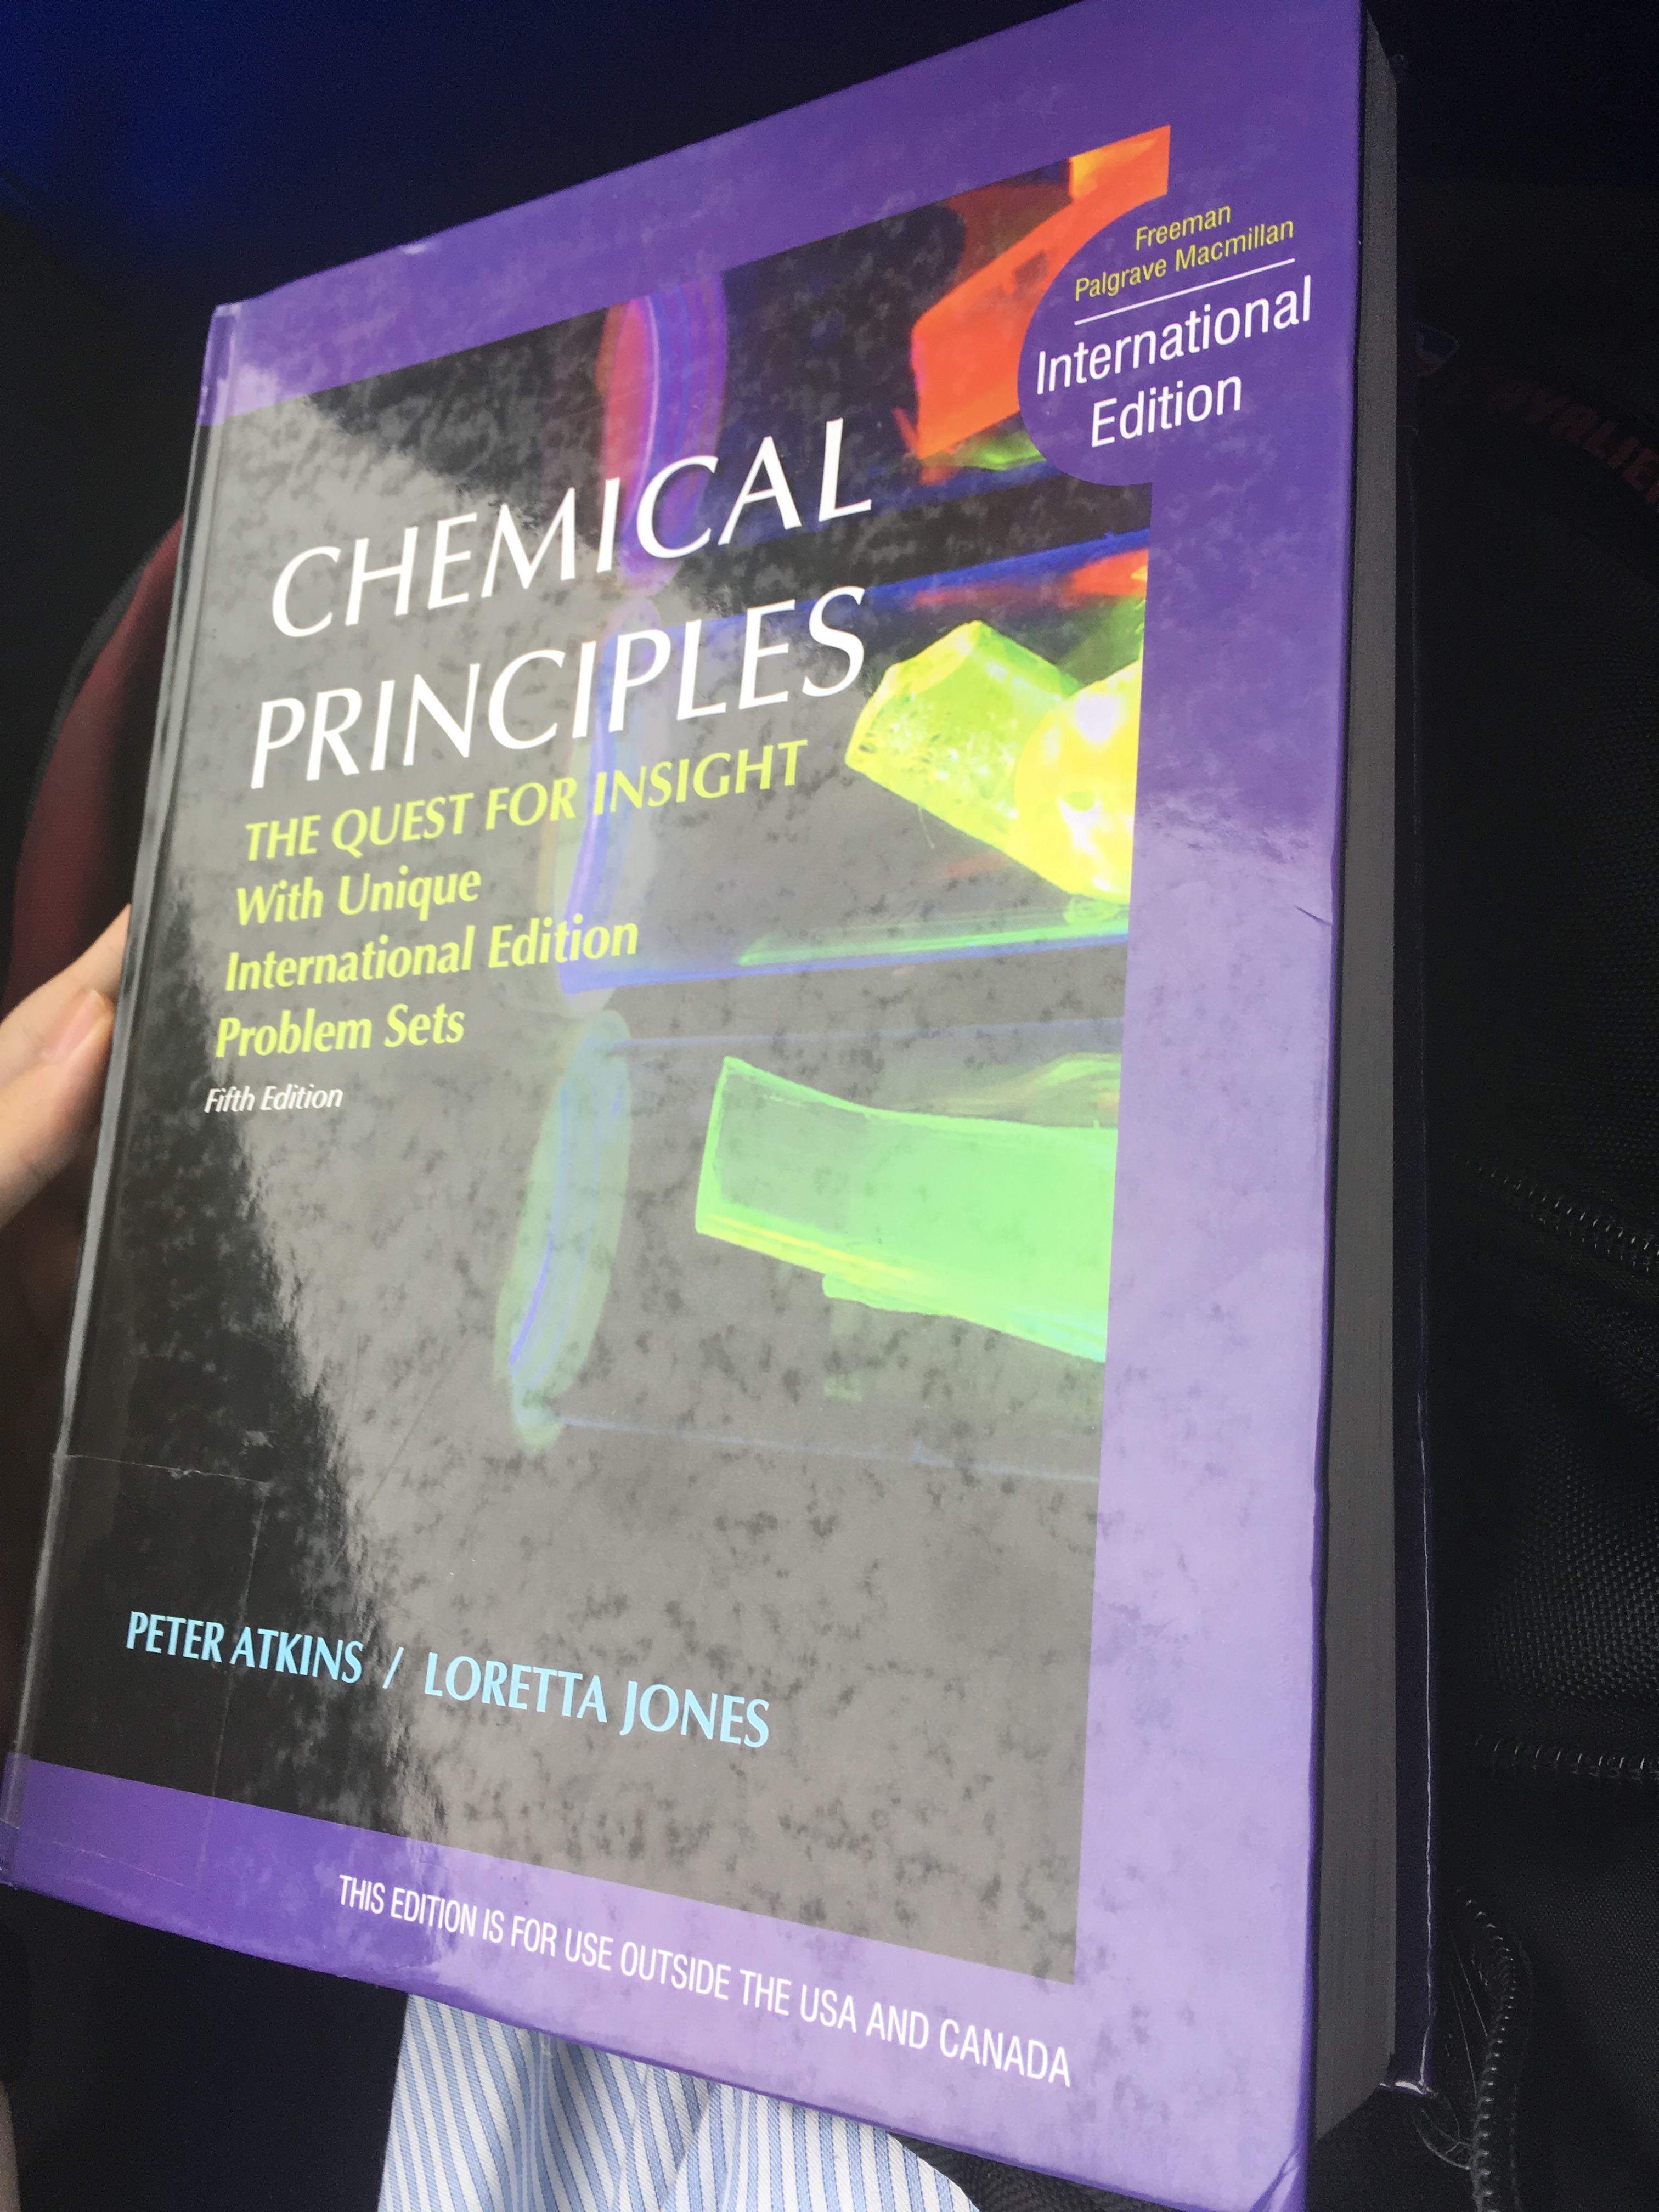 Freeman
Palgrave Macmillan
International
Edition
CHEMICAL
PRINCIPLES
THE QUEST FOR INSIGHT
With Unique
International Edition
Problem Sets
Fifth Edition
PETER ATKINS / LORETTA JONES
THIS EDITION IS FOR USE OUTSIDE THE USA AND CANADA